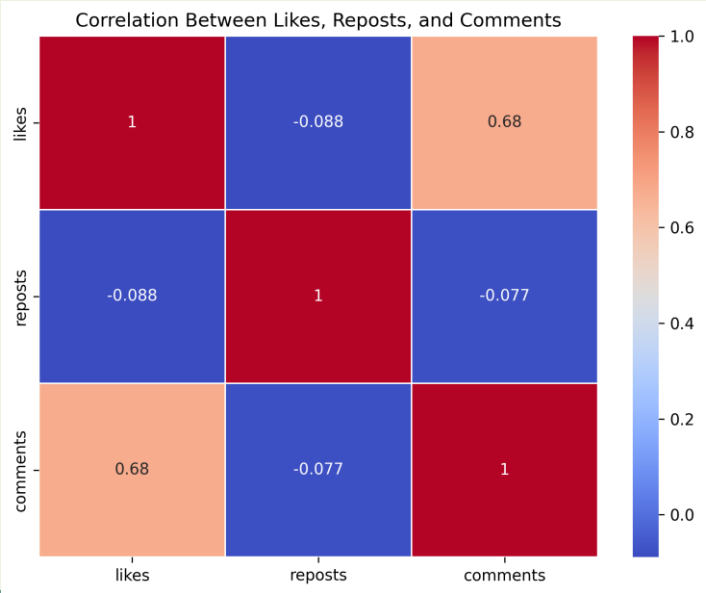 Correlation Between Likes, Reposts, and Comments
likes
1
-0.088
0.68
reposts
-0.088
1
-0.077
comments
0.68
-0.077
1
likes
reposts
comments
1.0
0.8
0.6
0.4
0.2
0.0